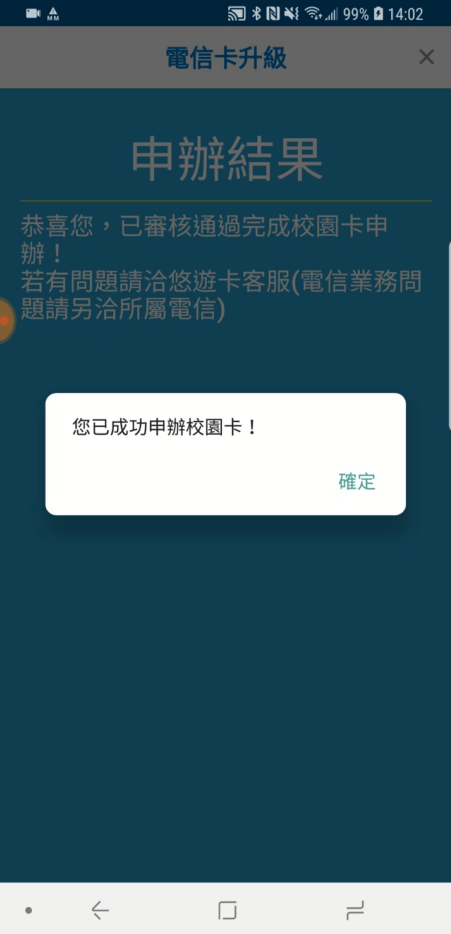 MM 99% 14:02
電信卡升級
申辦結果
恭喜您，已審核通過完成校園卡申
辦！
若有問題請洽悠遊卡客服(電信業務問
題請另洽所屬電信)
您已成功申辦校園卡！
確定